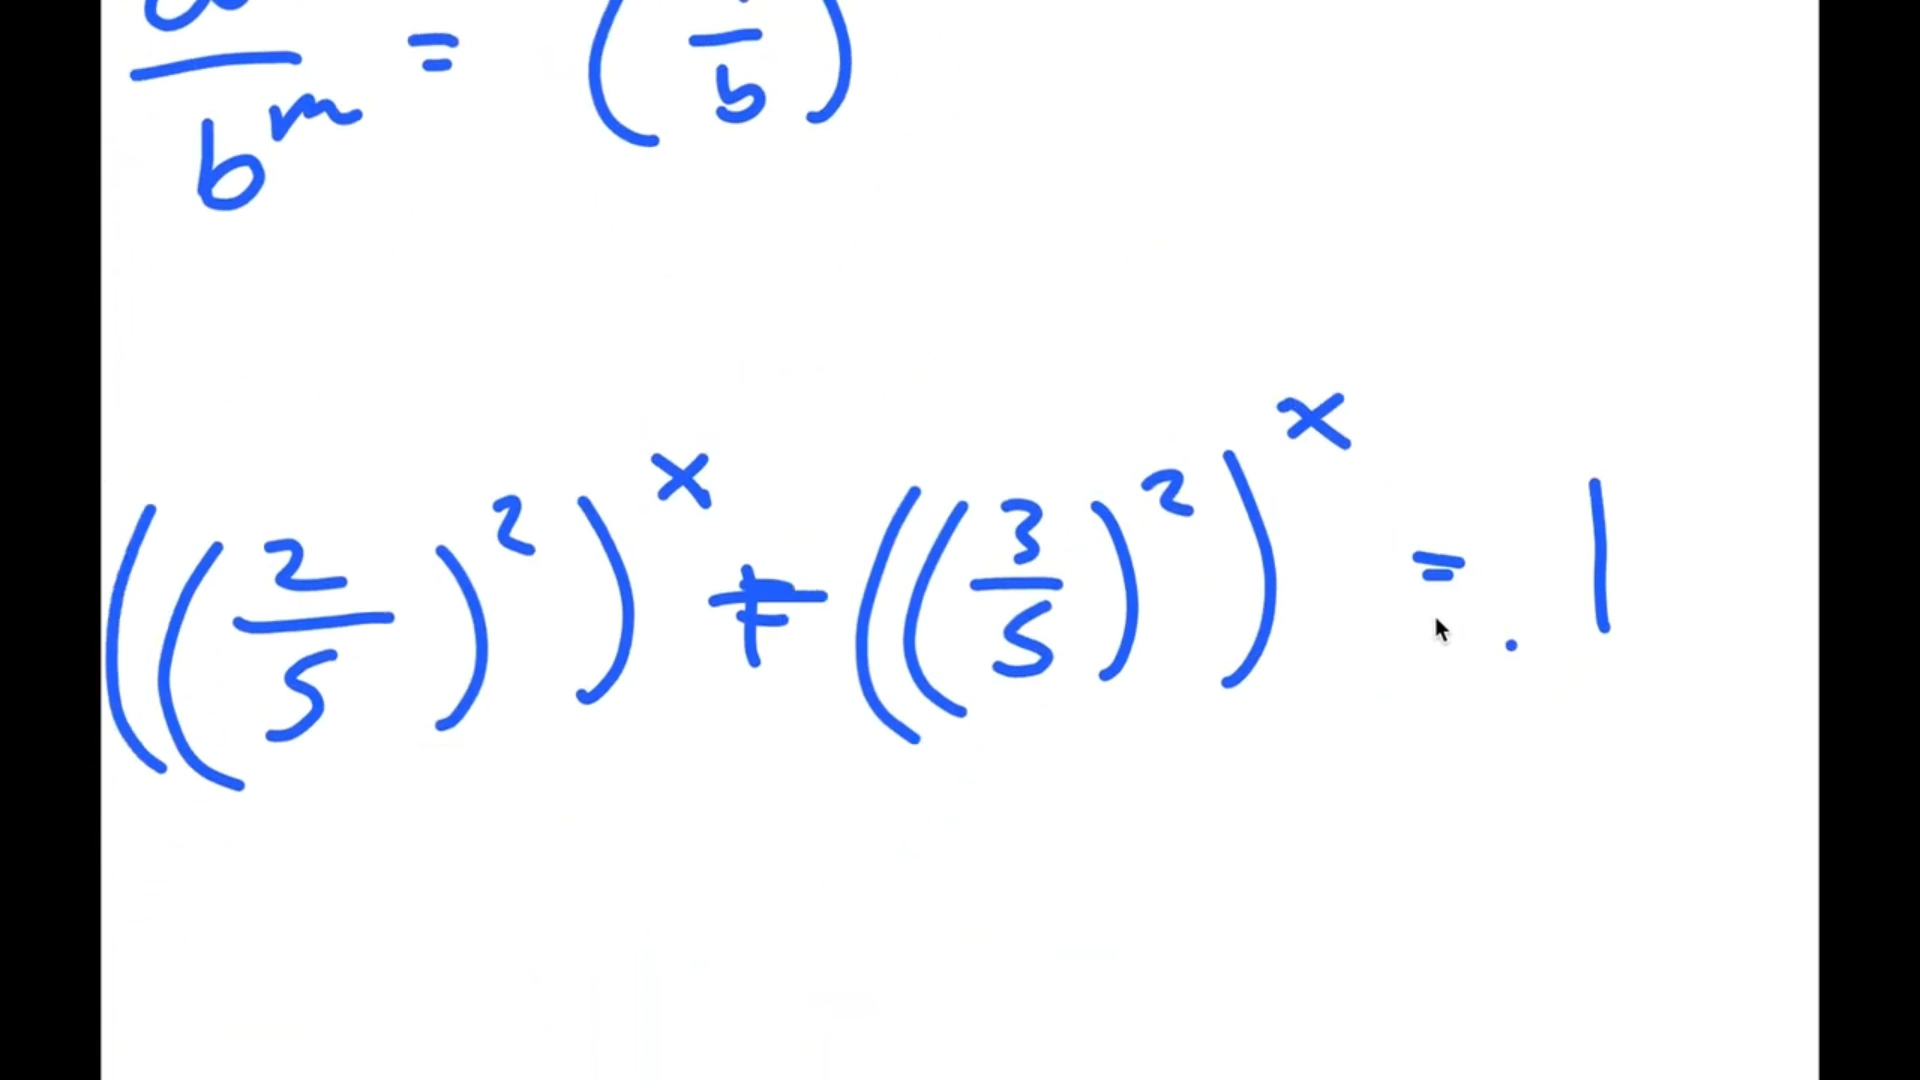 /b^m = (/b)
((2/5)^2)^x + ((3/5)^2)^x = . 1